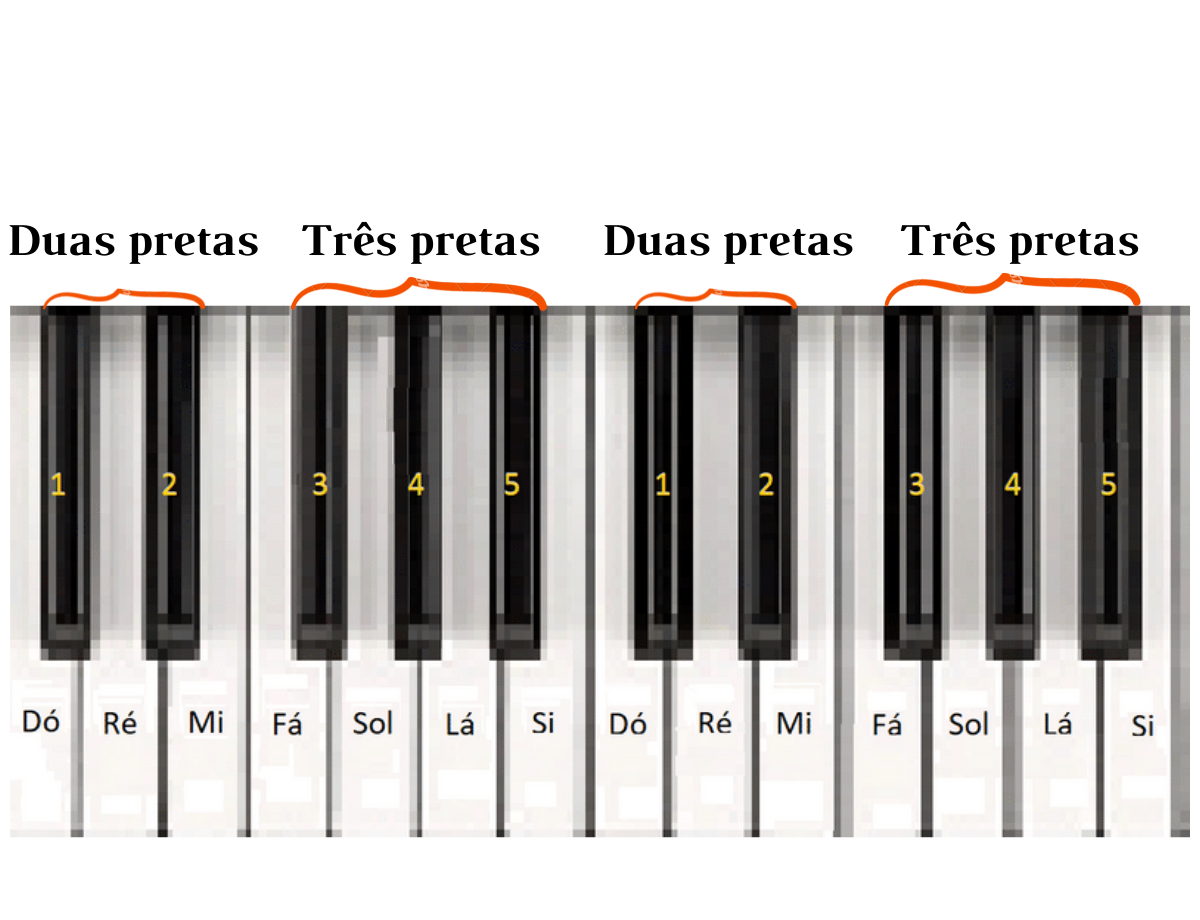 Duas pretas Três pretas Duas pretas Três pretas
1 2 3 4 5 1 2 3 4 5
Dó Ré Mi Fá Sol Lá Si Dó Ré Mi Fá Sol Lá Si